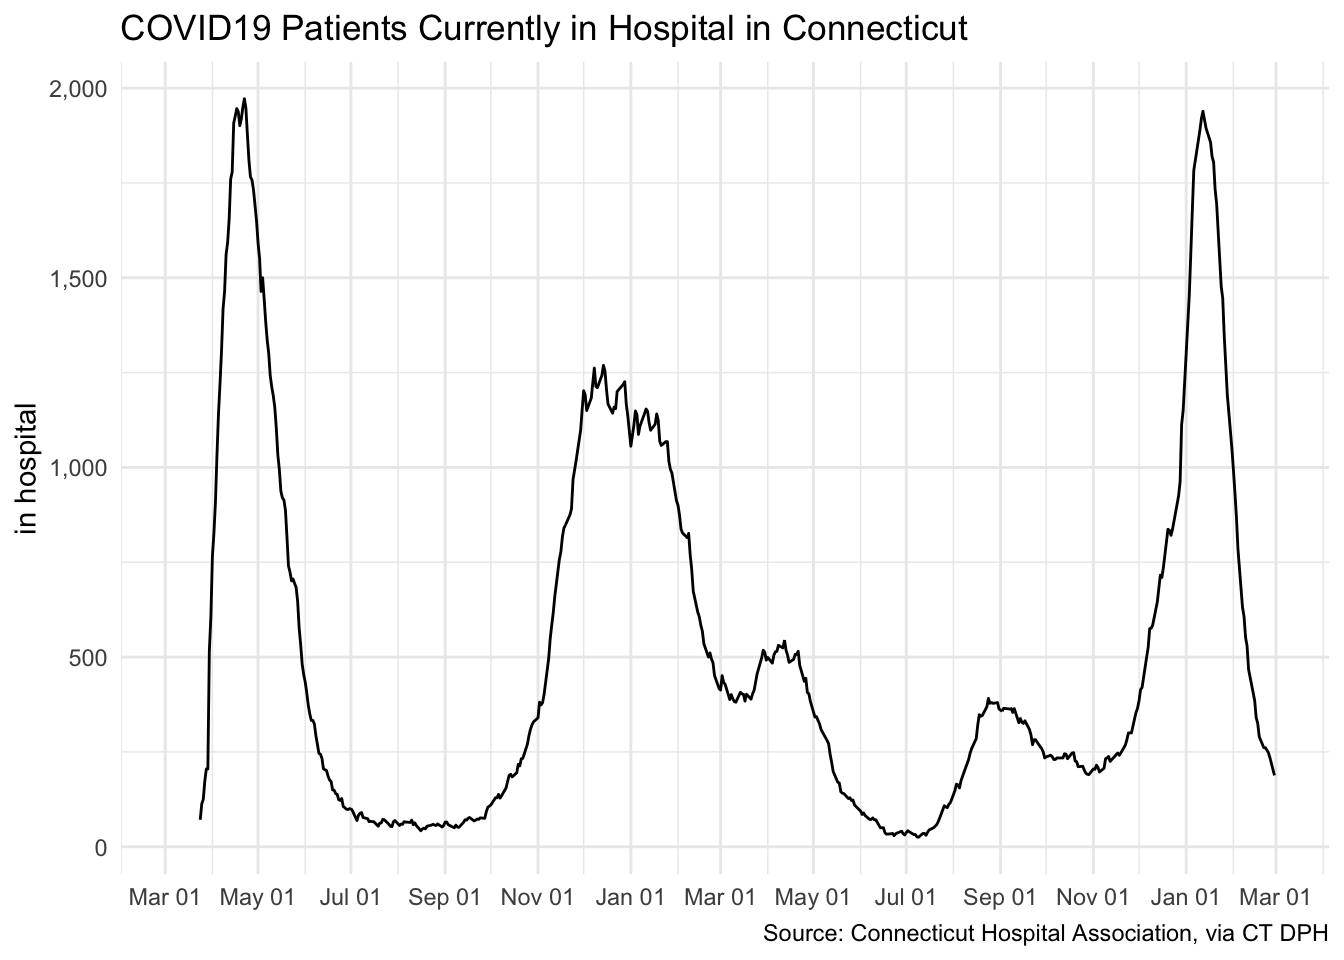 COVID19 Patients Currently in Hospital in Connecticut
2,000
1,500
1,000
500
0
in hospital
Mar 01 May 01 Jul 01 Sep 01 Nov 01 Jan 01 Mar 01 May 01 Jul 01 Sep 01 Nov 01 Jan 01 Mar 01
Source: Connecticut Hospital Association, via CT DPH